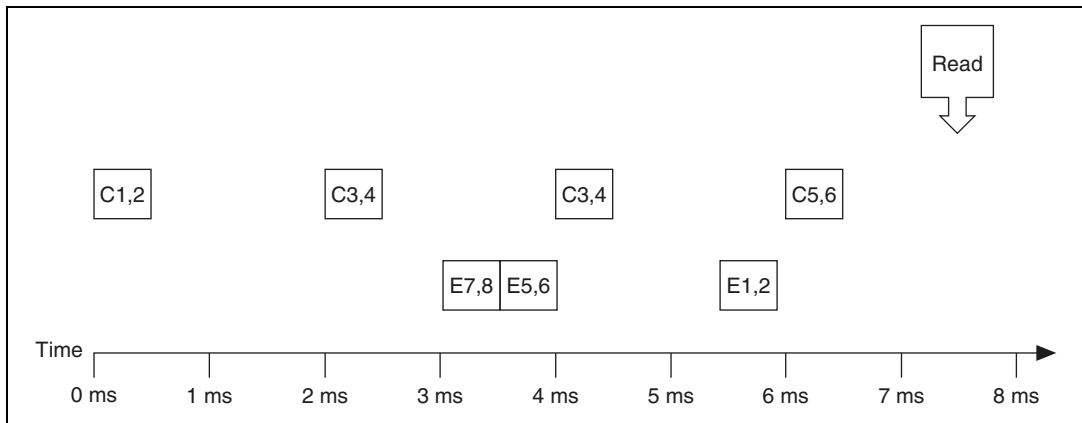 Read
C1,2 C3,4 C3,4 C5,6
E7,8 E5,6 E1,2
Time
0 ms 1 ms 2 ms 3 ms 4 ms 5 ms 6 ms 7 ms 8 ms